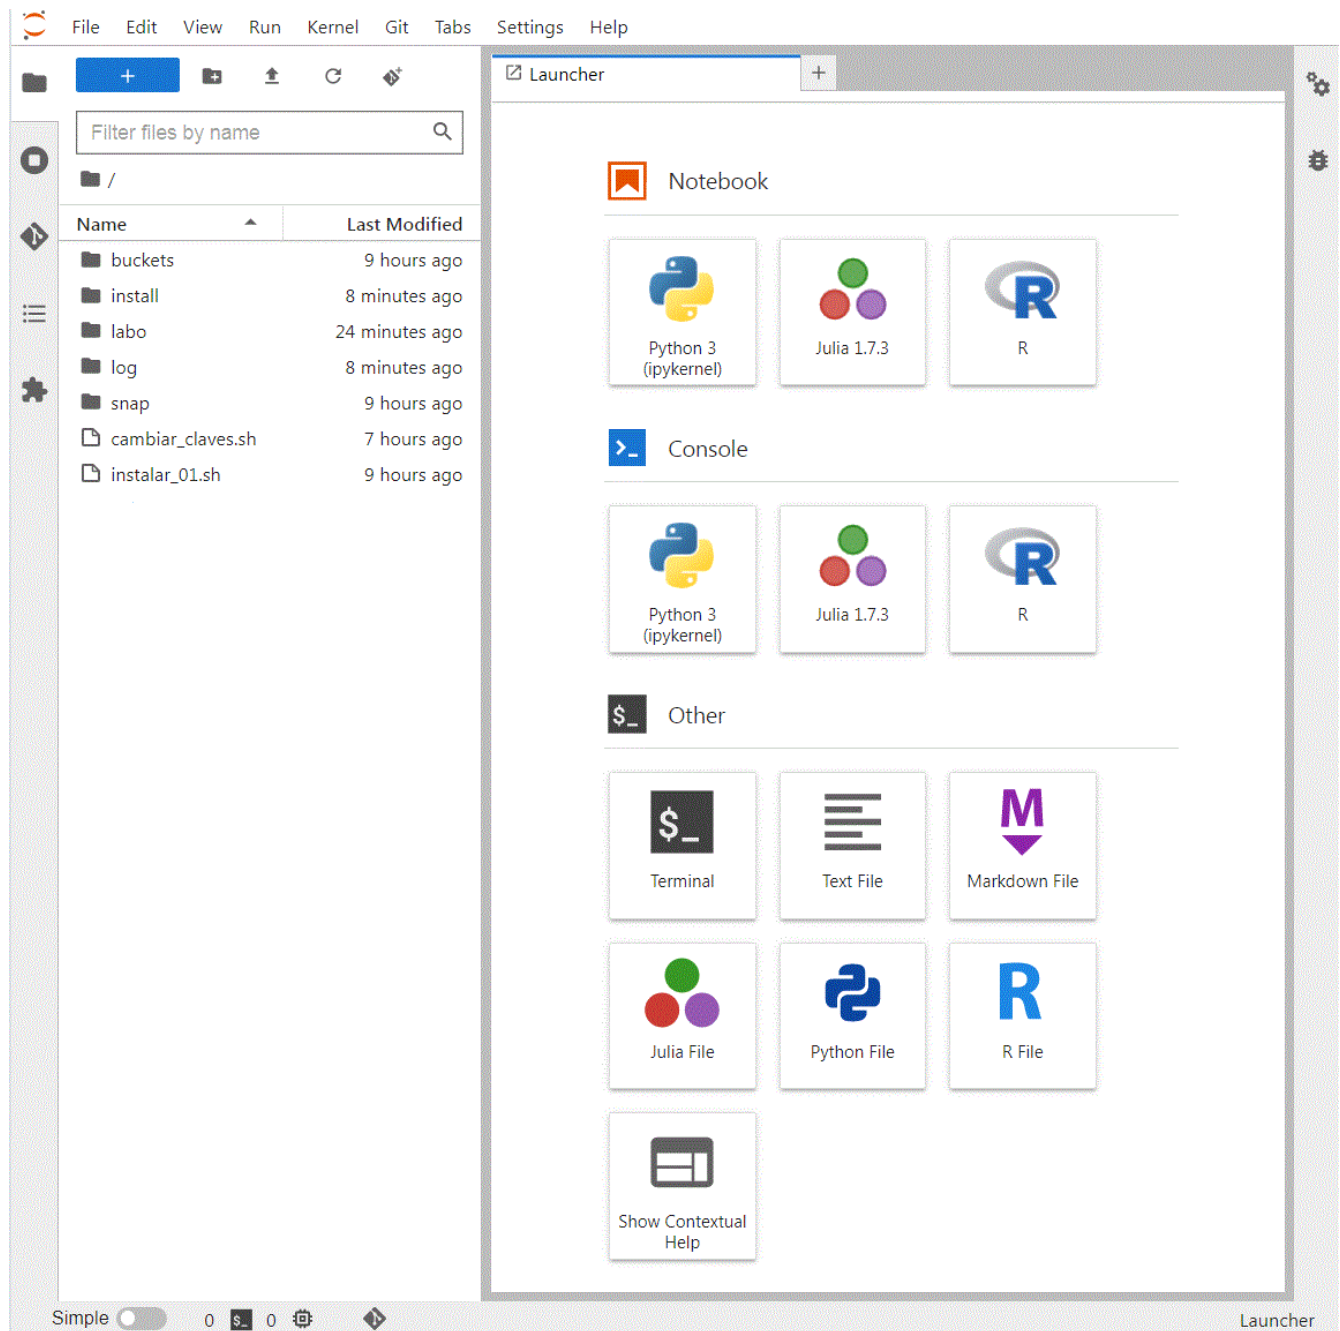 File Edit View Run Kernel Git Tabs Settings Help
+
Launcher
+
Filter files by name
/
Name Last Modified
buckets 9 hours ago
install 8 minutes ago
labo 24 minutes ago
log 8 minutes ago
snap 9 hours ago
cambiar_claves.sh 7 hours ago
instalar_01.sh 9 hours ago
Notebook
Python 3
(ipykernel)
Julia 1.7.3
R
Console
Python 3
(ipykernel)
Julia 1.7.3
R
$_ Other
$_
Terminal
Text File
M
Markdown File
Julia File
Python File
R
R File
Show Contextual
Help
Simple 0 $_ 0
Launcher